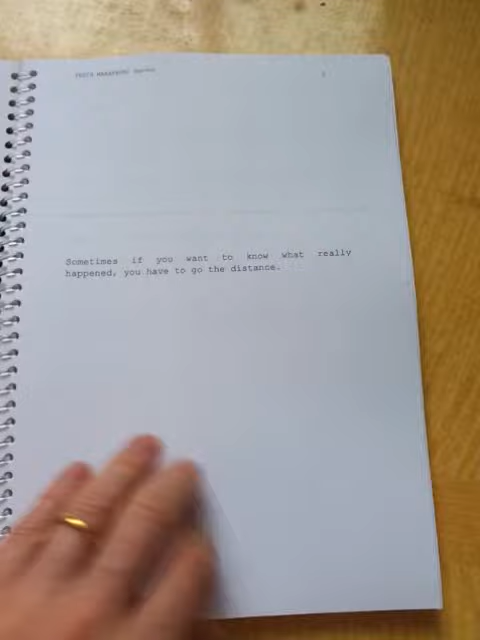 Sometimes if you want to know what really
happened, you have to go the distance.